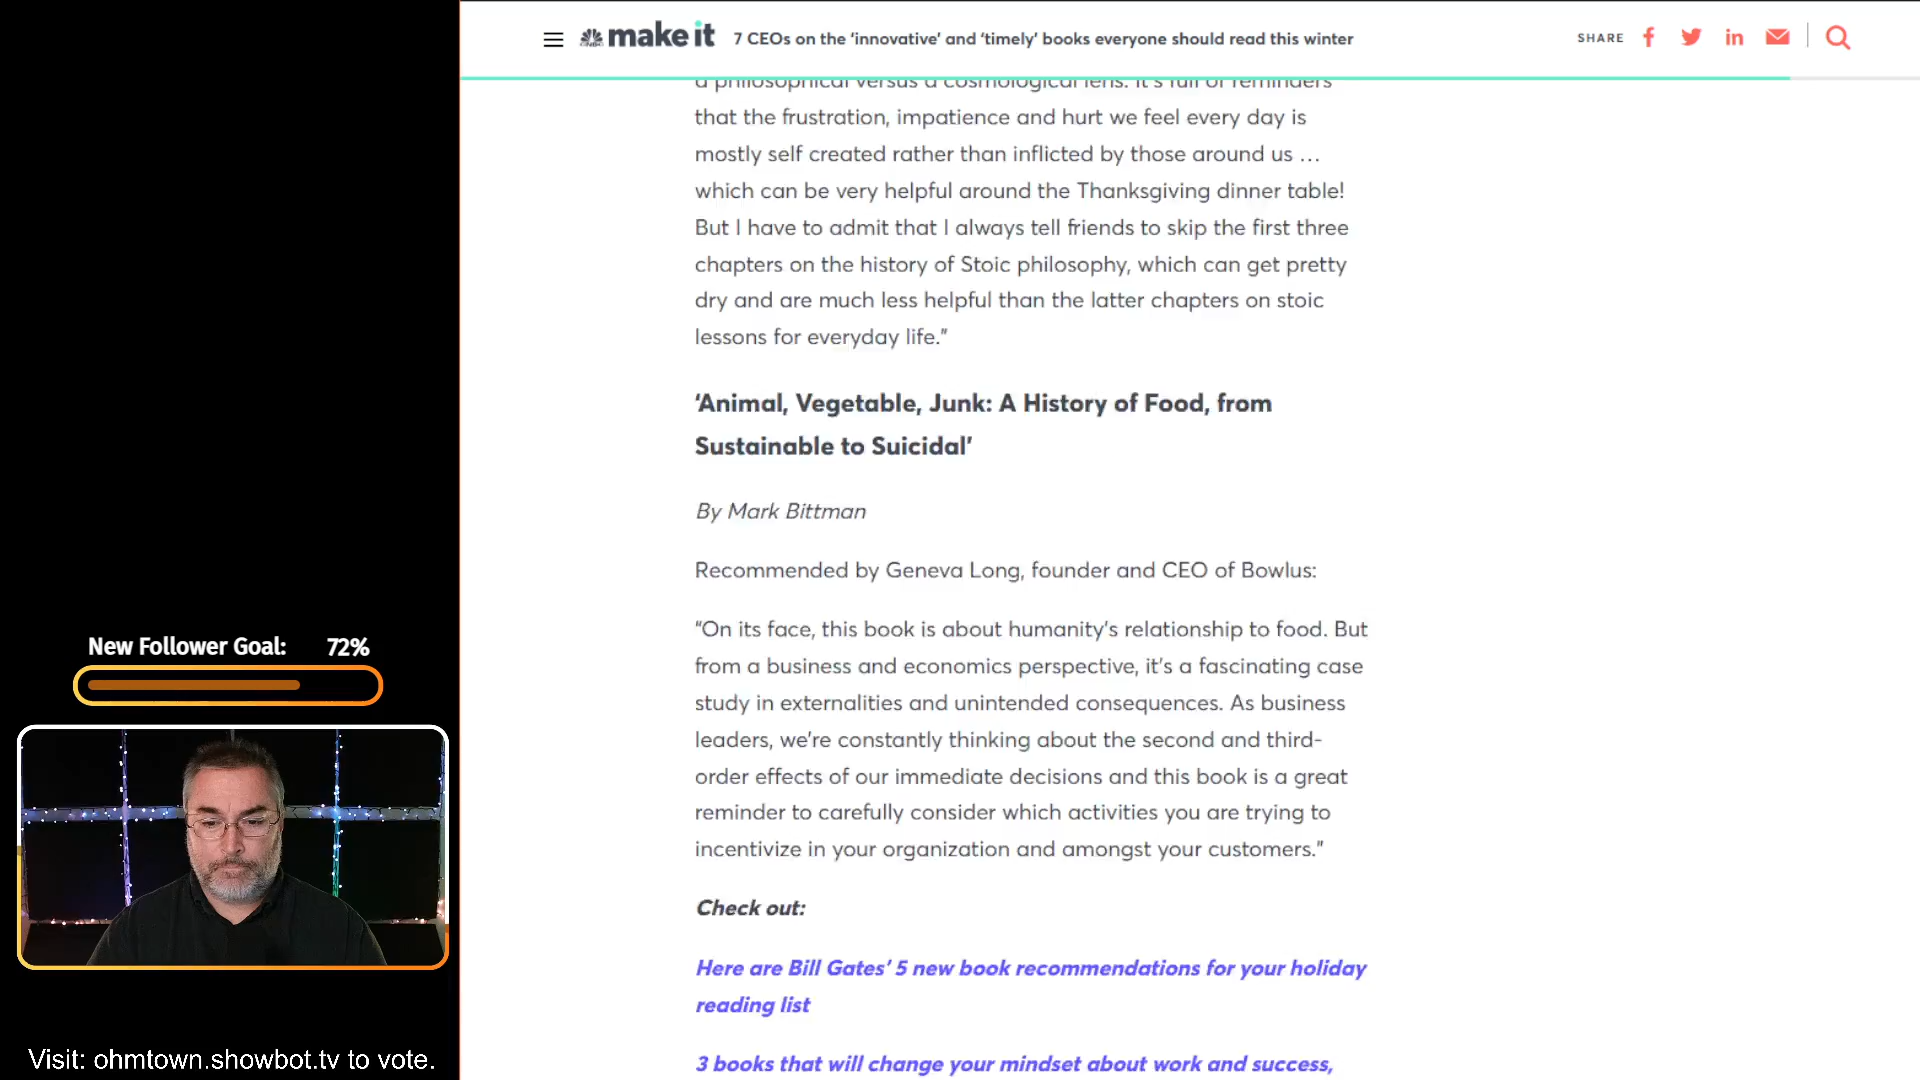 make it
7 CEOs on the ‘innovative’ and ‘timely’ books everyone should read this winter
SHARE
a philosophical versus a cosmological lens. It’s full of reminders
that the frustration, impatience and hurt we feel every day is
mostly self created rather than inflicted by those around us …
which can be very helpful around the Thanksgiving dinner table!
But I have to admit that I always tell friends to skip the first three
chapters on the history of Stoic philosophy, which can get pretty
dry and are much less helpful than the latter chapters on stoic
lessons for everyday life.”
‘Animal, Vegetable, Junk: A History of Food, from
Sustainable to Suicidal’
By Mark Bittman
Recommended by Geneva Long, founder and CEO of Bowlus:
“On its face, this book is about humanity’s relationship to food. But
from a business and economics perspective, it’s a fascinating case
study in externalities and unintended consequences. As business
leaders, we’re constantly thinking about the second and third-
order effects of our immediate decisions and this book is a great
reminder to carefully consider which activities you are trying to
incentivize in your organization and amongst your customers.”
Check out:
Here are Bill Gates’ 5 new book recommendations for your holiday
reading list
3 books that will change your mindset about work and success,
New Follower Goal: 72%
Visit: ohmtown.showbot.tv to vote.